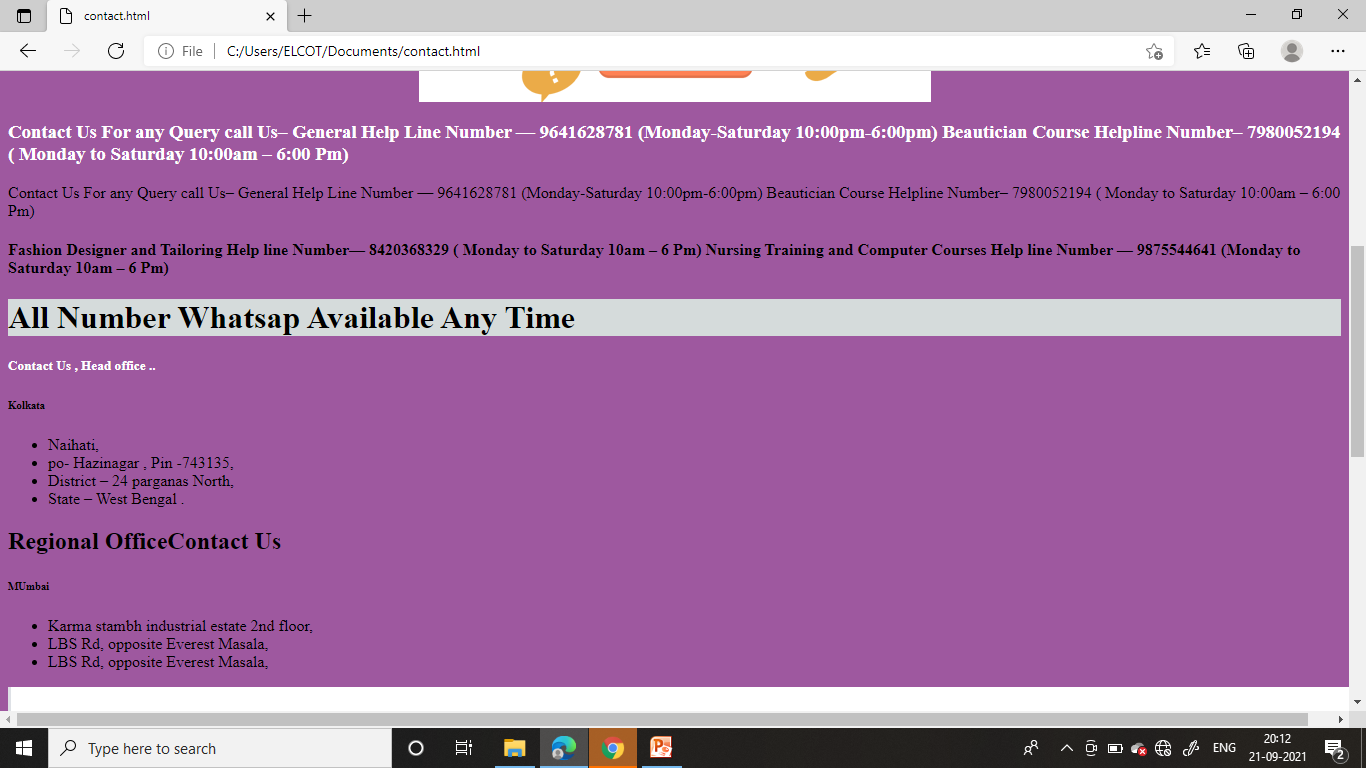 contact.html
File
C:/Users/ELCOT/Documents/contact.html
Contact Us For any Query call Us– General Help Line Number — 9641628781 (Monday-Saturday 10:00pm-6:00pm) Beautician Course Helpline Number– 7980052194
( Monday to Saturday 10:00am – 6:00 Pm)
Contact Us For any Query call Us– General Help Line Number — 9641628781 (Monday-Saturday 10:00pm-6:00pm) Beautician Course Helpline Number– 7980052194 ( Monday to Saturday 10:00am – 6:00
Pm)
Fashion Designer and Tailoring Help line Number— 8420368329 ( Monday to Saturday 10am – 6 Pm) Nursing Training and Computer Courses Help line Number — 9875544641 (Monday to
Saturday 10am – 6 Pm)
All Number Whatsap Available Any Time
Contact Us , Head office ..
Kolkata
• Naihati,
• po- Hazinagar , Pin -743135,
• District – 24 parganas North,
• State – West Bengal .
Regional OfficeContact Us
MUmbai
• Karma stambh industrial estate 2nd floor,
• LBS Rd, opposite Everest Masala,
• LBS Rd, opposite Everest Masala,
Type here to search
ENG
20:12
21-09-2021
2